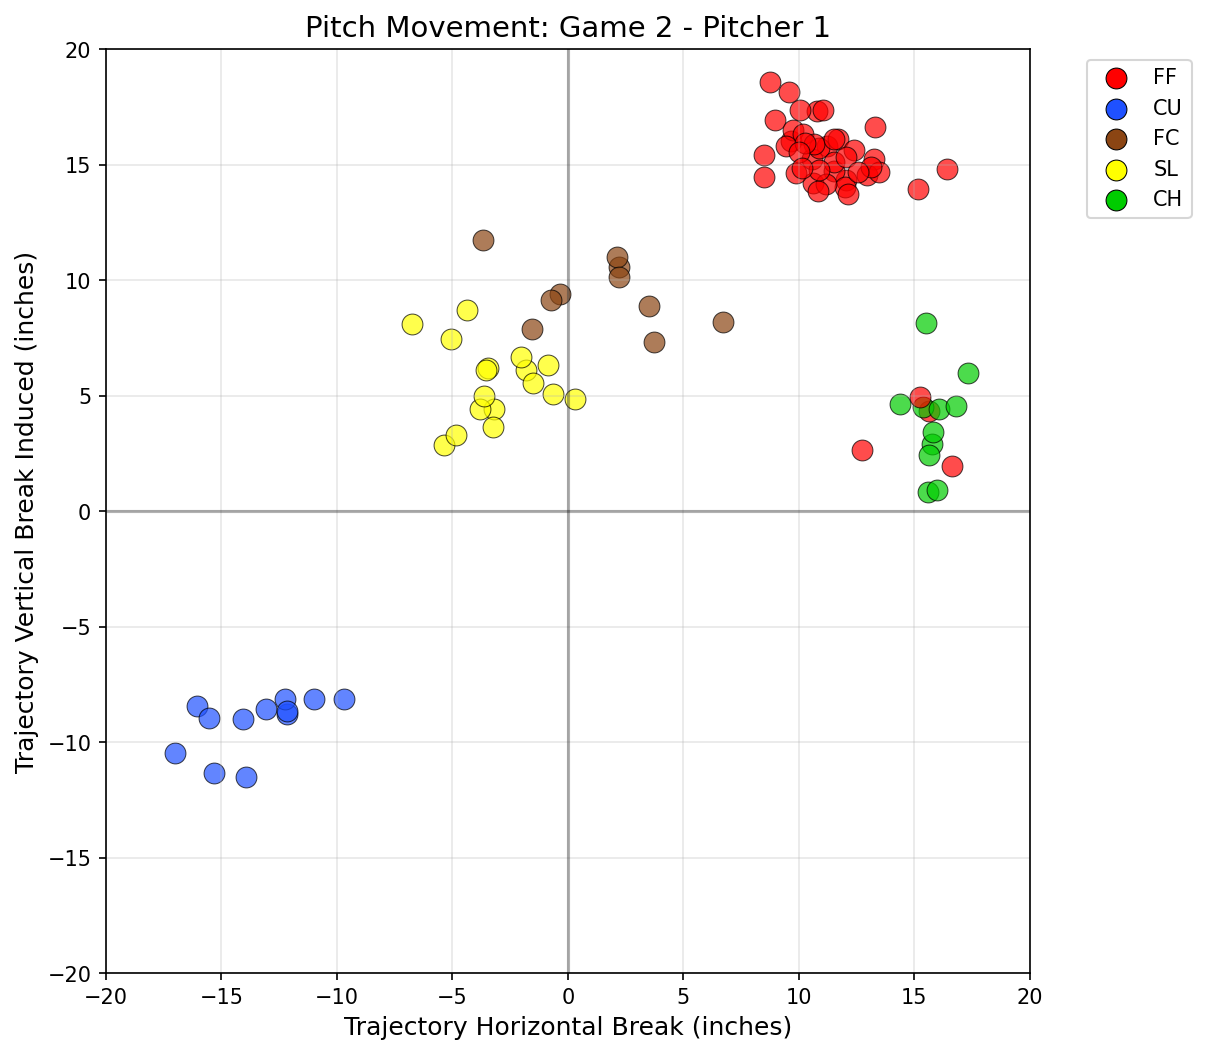 Pitch Movement: Game 2 - Pitcher 1
FF
CU
FC
SL
CH
Trajectory Vertical Break Induced (inches)
20
15
10
5
0
−5
−10
−15
−20
−20 −15 −10 −5 0 5 10 15 20
Trajectory Horizontal Break (inches)